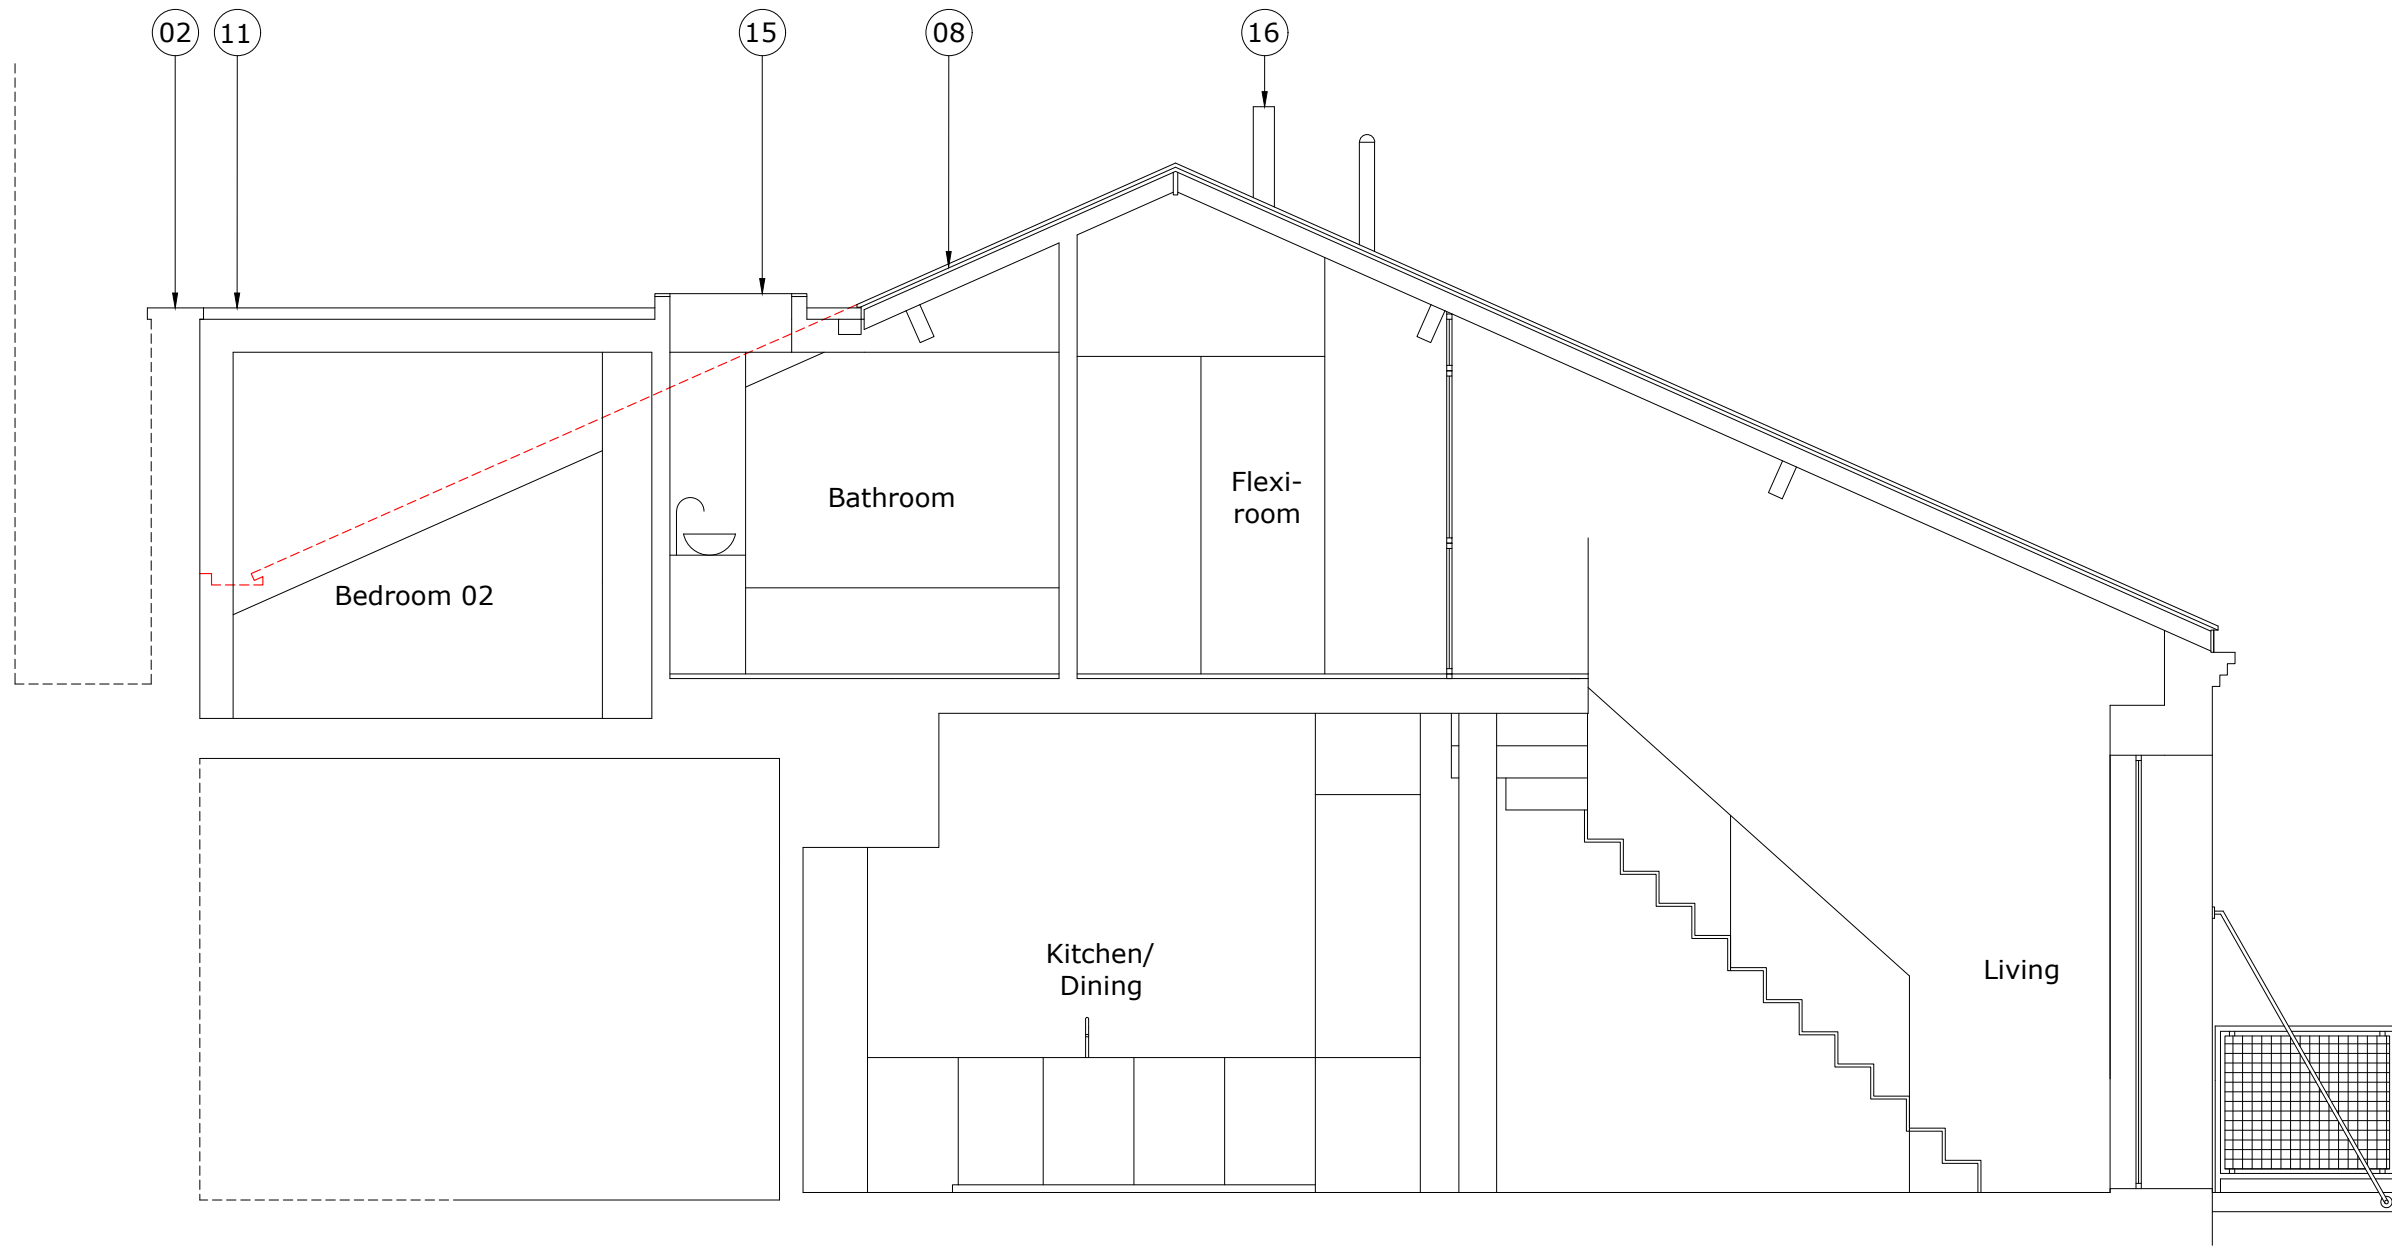 02
11
15
08
16
Flexi-
room
Bathroom
Bedroom 02
Kitchen/
Dining
Living